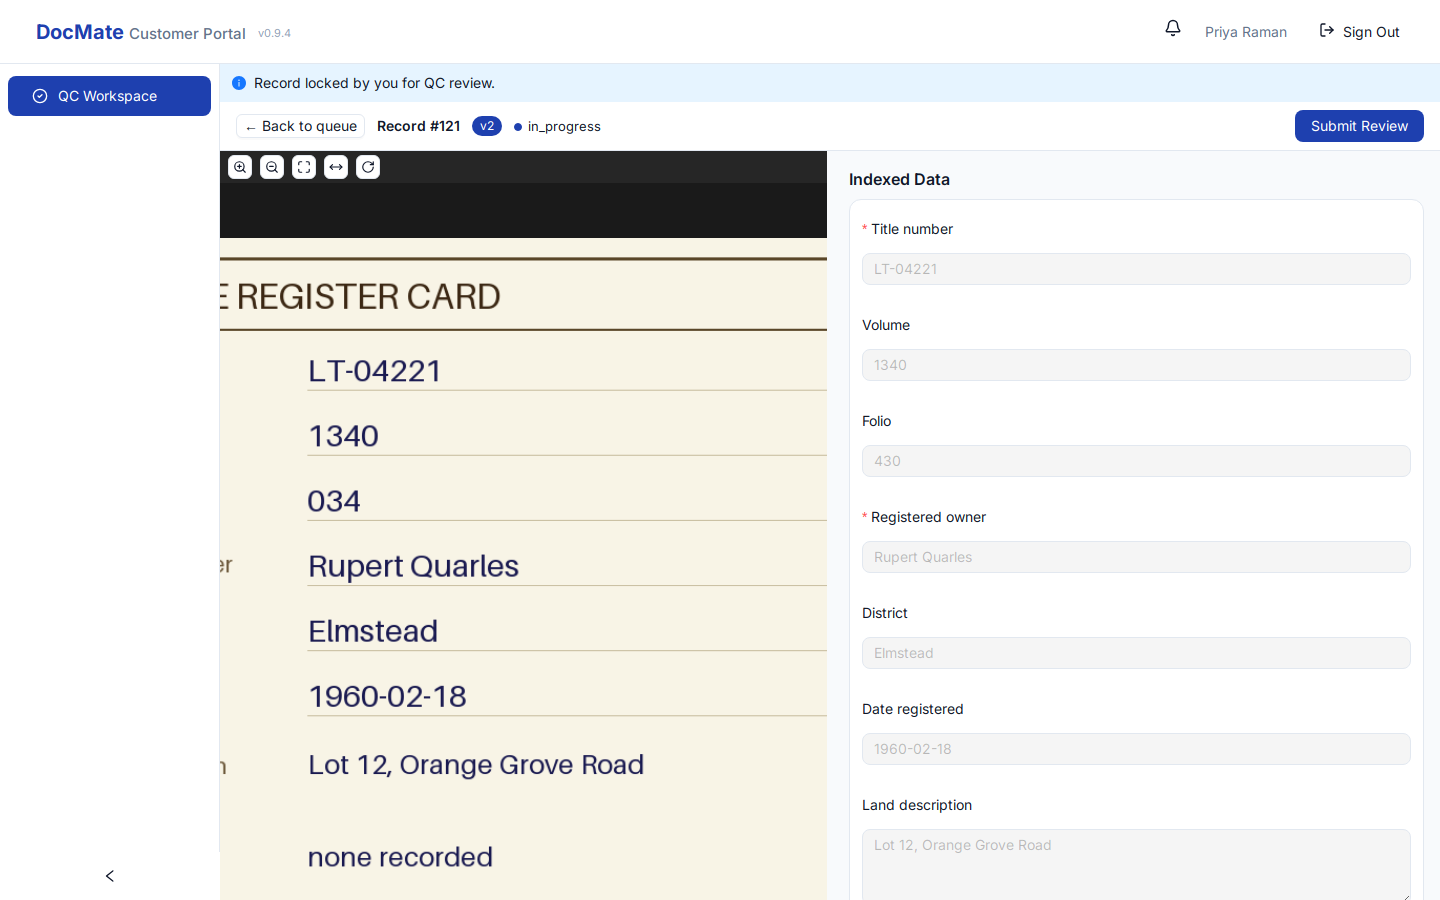 DocMate Customer Portal v0.9.4
Priya Raman
Sign Out
QC Workspace
Record locked by you for QC review.
← Back to queue
Record #121
v2
in_progress
Submit Review
REGISTER CARD
LT-04221
1340
034
Rupert Quarles
Elmstead
1960-02-18
Lot 12, Orange Grove Road
none recorded
Indexed Data
* Title number
LT-04221
Volume
1340
Folio
430
* Registered owner
Rupert Quarles
District
Elmstead
Date registered
1960-02-18
Land description
Lot 12, Orange Grove Road